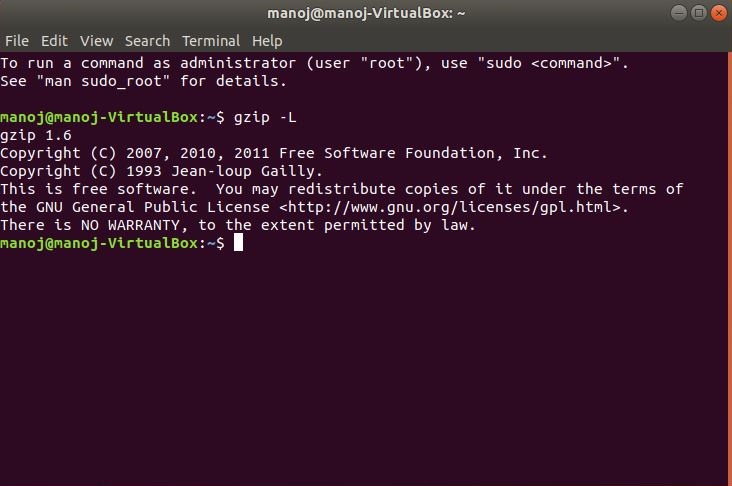 manoj@manoj-VirtualBox: ~
File Edit View Search Terminal Help
To run a command as administrator (user "root"), use "sudo <command>".
See "man sudo_root" for details.
manoj@manoj-VirtualBox:~$ gzip -L
gzip 1.6
Copyright (C) 2007, 2010, 2011 Free Software Foundation, Inc.
Copyright (C) 1993 Jean-loup Gailly.
This is free software.  You may redistribute copies of it under the terms of
the GNU General Public License <http://www.gnu.org/licenses/gpl.html>.
There is NO WARRANTY, to the extent permitted by law.
manoj@manoj-VirtualBox:~$